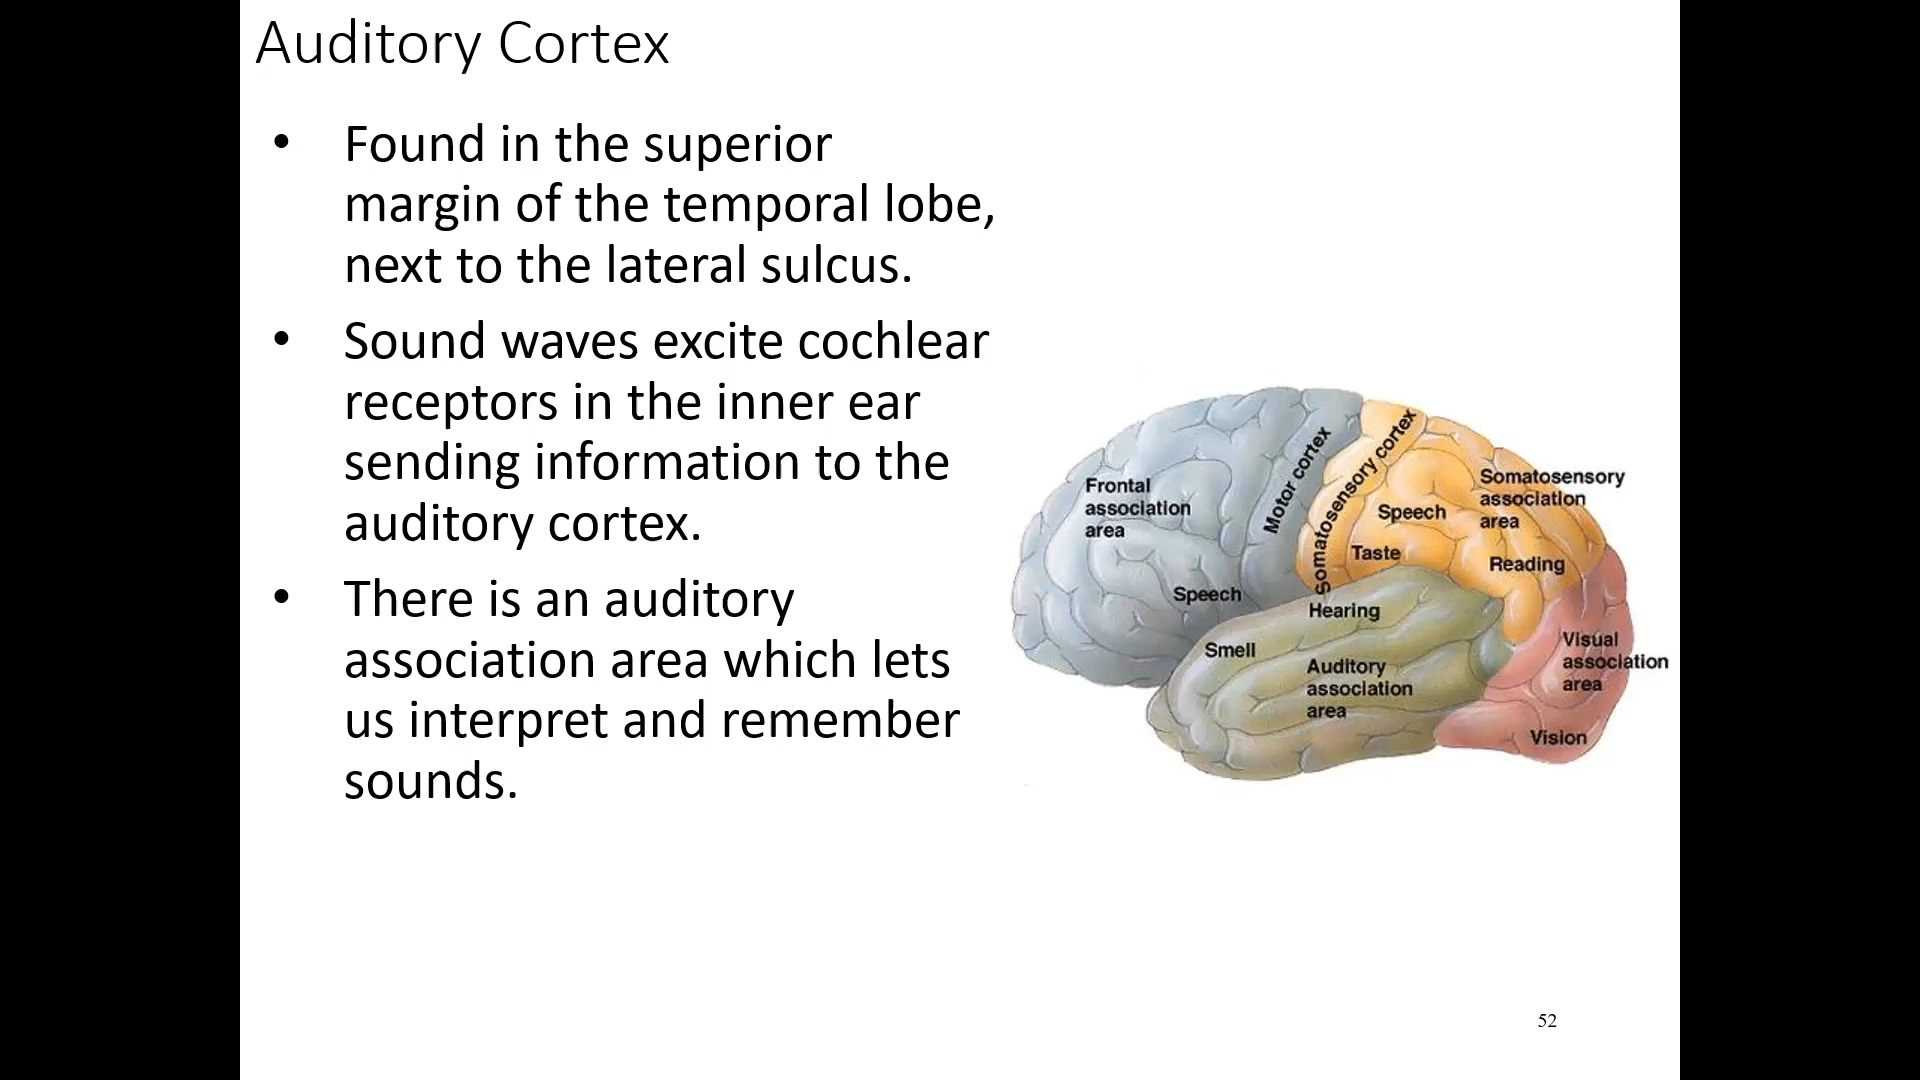 Auditory Cortex
• Found in the superior
margin of the temporal lobe,
next to the lateral sulcus.
• Sound waves excite cochlear
receptors in the inner ear
sending information to the
auditory cortex.
• There is an auditory
association area which lets
us interpret and remember
sounds.
Frontal
association
area
Motor cortex
Somatosensory cortex
Somatosensory
association
area
Speech
Taste
Reading
Speech
Hearing
Smell
Auditory
association
area
Visual
association
area
Vision
52